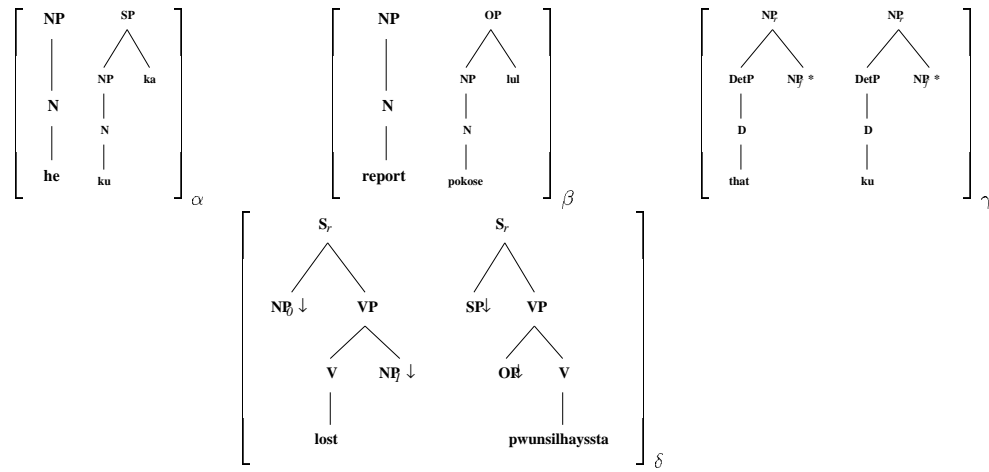 NP SP NP OP NPr NPr
NP ka NP lul DetP NPf* DetP NPf*
N N N N D D
he ku report pokose that ku
α β γ
Sr Sr
NP0↓ VP SP↓ VP
V NP1↓ OP↓ V
lost pwunsilhayssta
δ